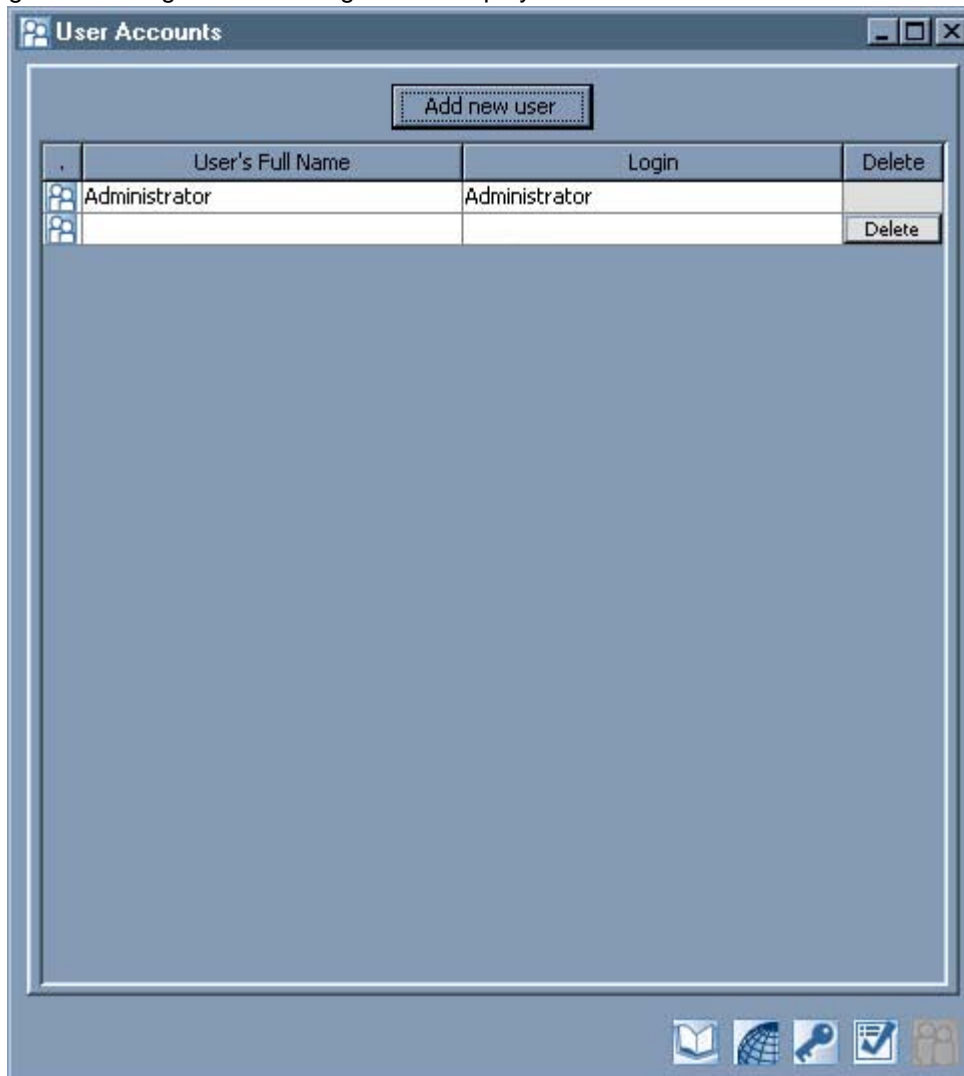 User Accounts
Add new user
. User's Full Name Login Delete
Administrator Administrator
Delete